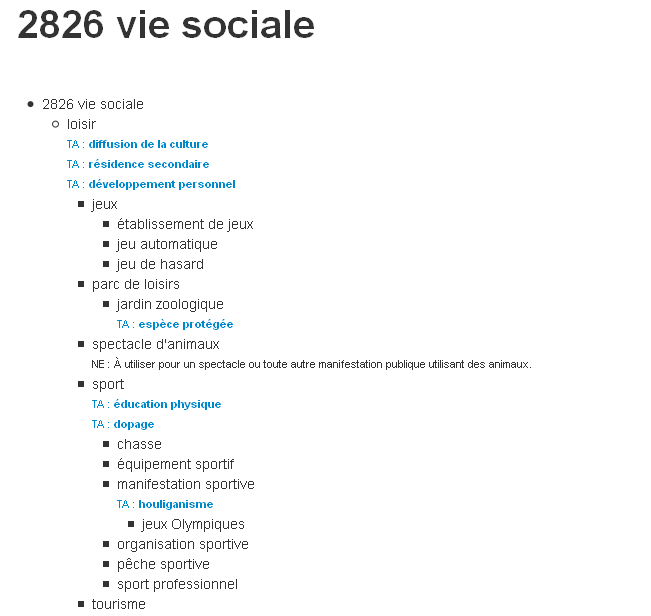 2826 vie sociale
2826 vie sociale
loisir
TA : diffusion de la culture
TA : résidence secondaire
TA : développement personnel
jeux
établissement de jeux
jeu automatique
jeu de hasard
parc de loisirs
jardin zoologique
TA : espèce protégée
spectacle d'animaux
NE : À utiliser pour un spectacle ou toute autre manifestation publique utilisant des animaux.
sport
TA : éducation physique
TA : dopage
chasse
équipement sportif
manifestation sportive
TA : houliganisme
jeux Olympiques
organisation sportive
pêche sportive
sport professionnel
tourisme